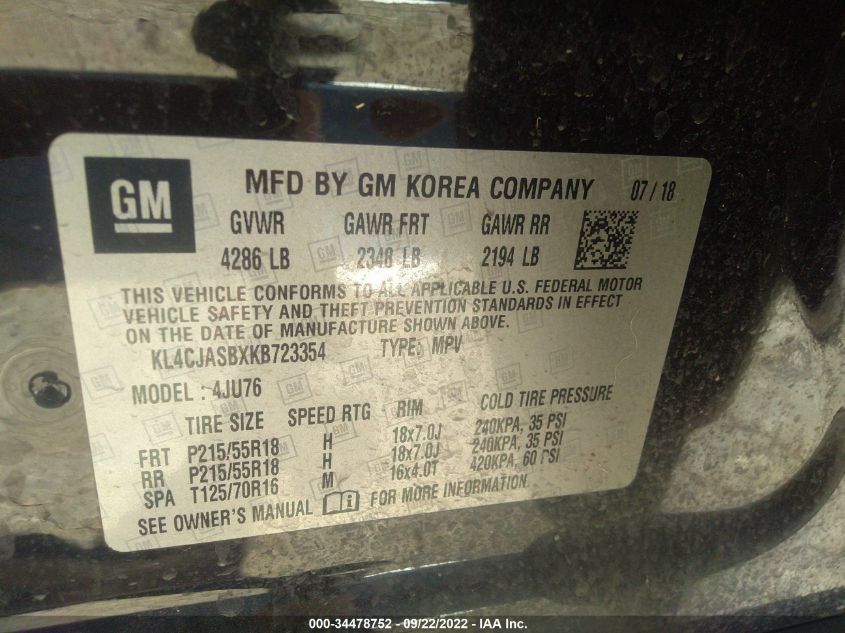 GM
MFD BY GM KOREA COMPANY 07/18
GVWR GAWR FRT GAWR RR
4286 LB 2348 LB 2194 LB
THIS VEHICLE CONFORMS TO ALL APPLICABLE U.S. FEDERAL MOTOR
VEHICLE SAFETY AND THEFT PREVENTION STANDARDS IN EFFECT
ON THE DATE OF MANUFACTURE SHOWN ABOVE.
KL4CJASBXKB723354 TYPE: MPV
MODEL : 4JU76
TIRE SIZE SPEED RTG RIM COLD TIRE PRESSURE
FRT P215/55R18 H 18x7.0J 240KPA, 35 PSI
RR P215/55R18 H 18x7.0J 240KPA, 35 PSI
SPA T125/70R16 M 16x4.0T 420KPA, 60 PSI
SEE OWNER'S MANUAL FOR MORE INFORMATION.
000-34478752 - 09/22/2022 - IAA Inc.